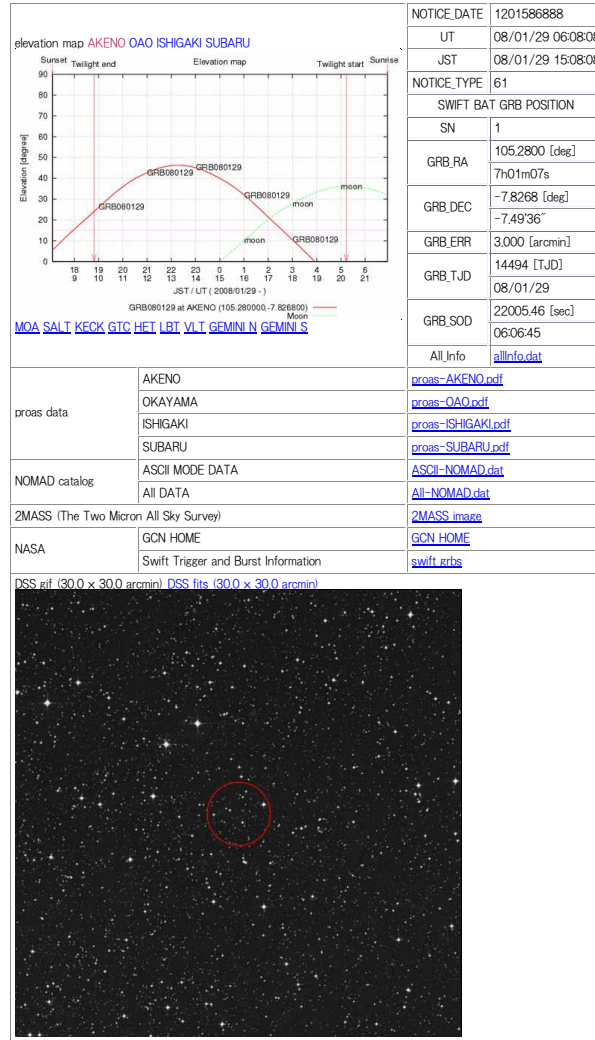 elevation map AKENO OAO ISHIGAKI SUBARU
Sunset Twilight end Elevation map Twilight start Sunrise
90
80
70
60
50
40
30
20
10
0
Elevation [degree]
GRB080129
GRB080129
GRB080129
GRB080129
GRB080129
moon
moon
moon
18 19 20 21 22 23 0 1 2 3 4 5 6
9 10 11 12 13 14 15 16 17 18 19 20 21
JST / UT ( 2008/01/29 - )
GRB080129 at AKENO (105.280000,-7.826800)
Moon
MOA SALT KECK GTC HET LBT VLT GEMINI N GEMINI S
NOTICE_DATE 1201586888
UT 08/01/29 06:08:08
JST 08/01/29 15:08:08
NOTICE_TYPE 61
SWIFT BAT GRB POSITION
SN 1
GRB_RA 105.2800 [deg]
7h01m07s
GRB_DEC -7.8268 [deg]
-7.49'36"
GRB_ERR 3.000 [arcmin]
GRB_TJD 14494 [TJD]
08/01/29
GRB_SOD 22005.46 [sec]
06:06:45
All_Info allInfo.dat
proas data
AKENO proas-AKENO.pdf
OKAYAMA proas-OAO.pdf
ISHIGAKI proas-ISHIGAKI.pdf
SUBARU proas-SUBARU.pdf
NOMAD catalog
ASCII MODE DATA ASCII-NOMAD.dat
All DATA All-NOMAD.dat
2MASS (The Two Micron All Sky Survey) 2MASS image
NASA
GCN HOME GCN HOME
Swift Trigger and Burst Information swift grbs
DSS gif (30.0 x 30.0 arcmin) DSS fits (30.0 x 30.0 arcmin)